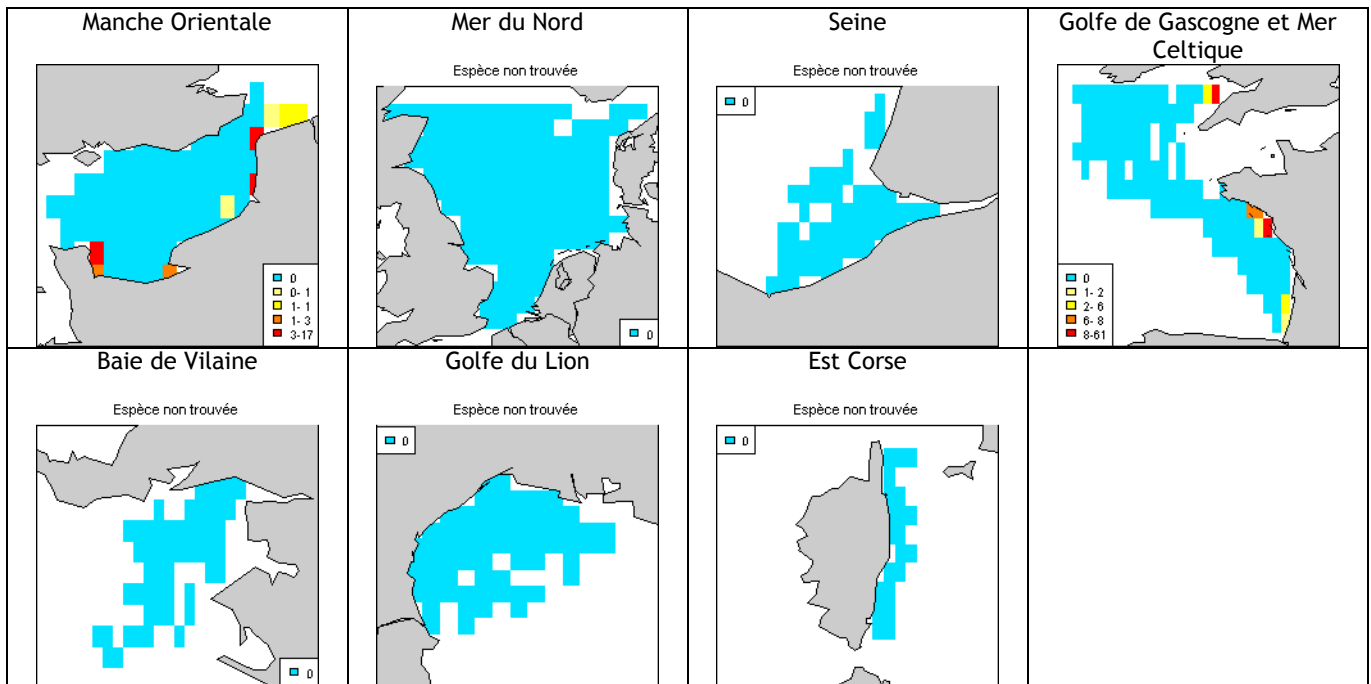 Manche Orientale
0
0- 1
1- 1
1- 3
3-17
Mer du Nord
Espèce non trouvée
0
Seine
Espèce non trouvée
0
Golfe de Gascogne et Mer
Celtique
0
1- 2
2- 6
6- 8
8-61
Baie de Vilaine
Espèce non trouvée
0
Golfe du Lion
Espèce non trouvée
0
Est Corse
Espèce non trouvée
0